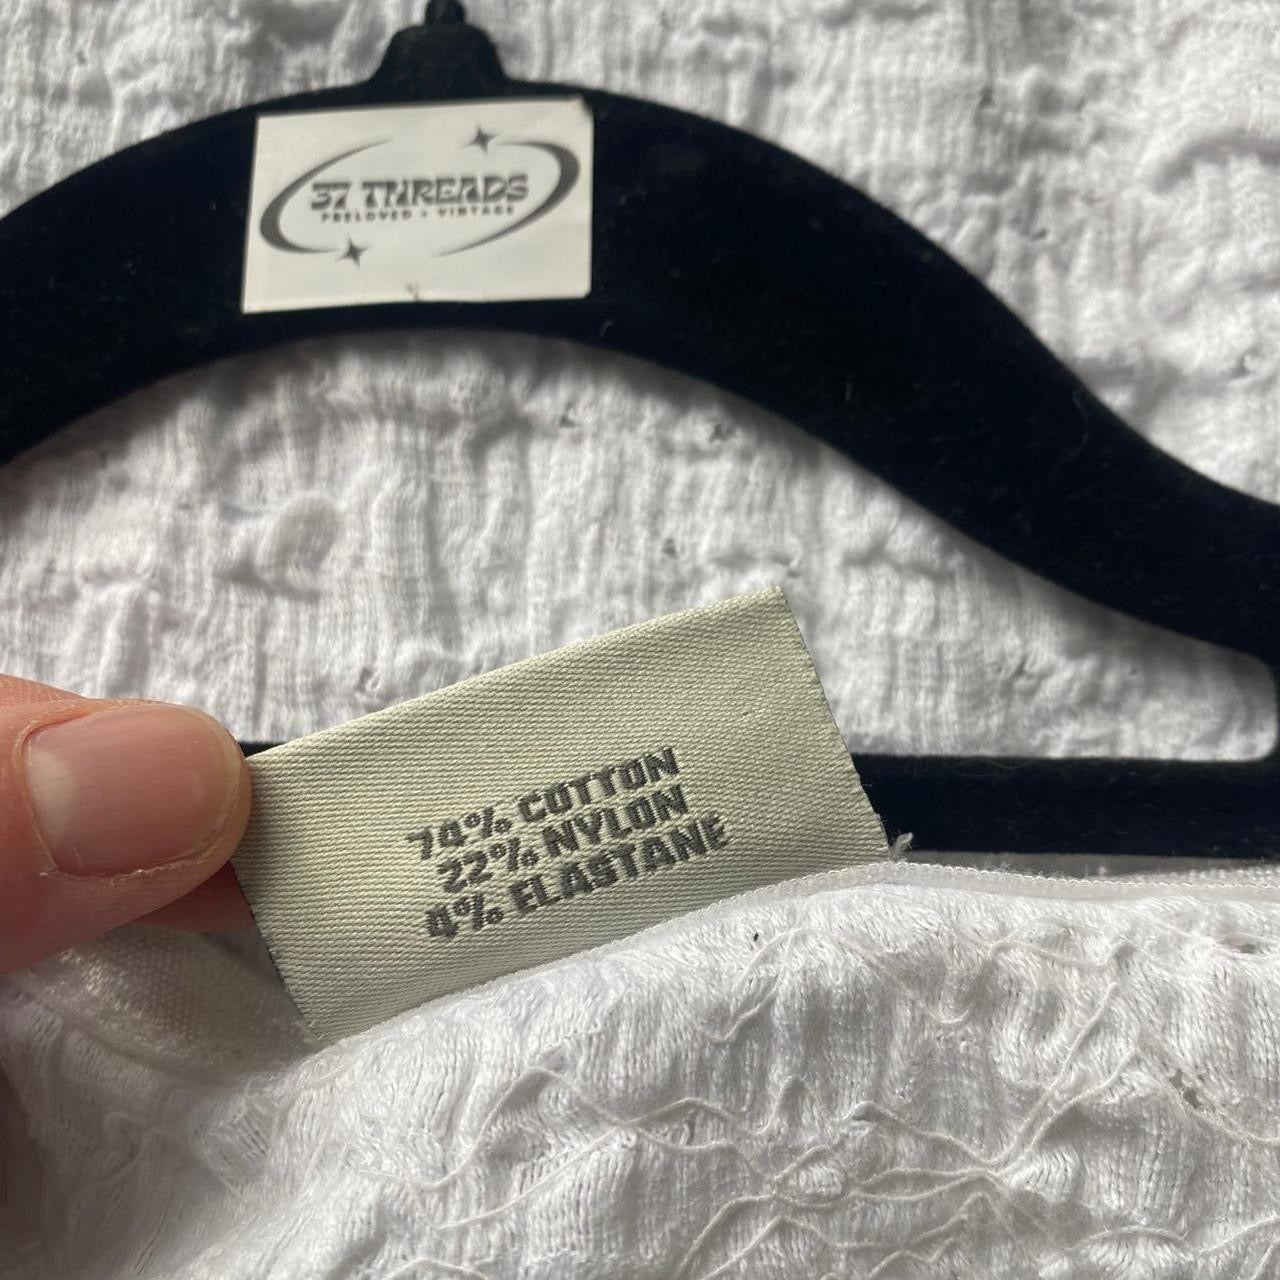 37 THREADS
PRELOVED + VINTAGE
74% COTTON
22% NYLON
4% ELASTANE